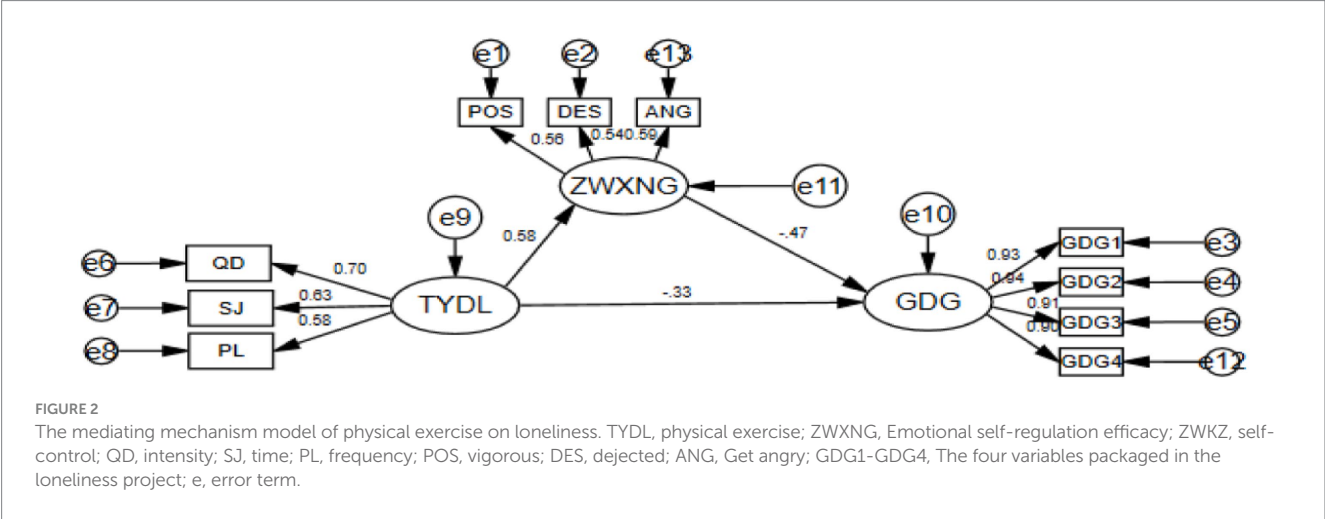 e1 e2 e13
POS DES ANG
0.56 0.54 0.59
ZWXNG e11
e9 e10
0.58 -.47
e6 QD 0.70
e7 SJ 0.63
e8 PL 0.58
TYDL -.33 GDG
0.93 GDG1 e3
0.94 GDG2 e4
0.91 GDG3 e5
0.90 GDG4 e12
FIGURE 2
The mediating mechanism model of physical exercise on loneliness. TYDL, physical exercise; ZWXNG, Emotional self-regulation efficacy; ZWKZ, self-
control; QD, intensity; SJ, time; PL, frequency; POS, vigorous; DES, dejected; ANG, Get angry; GDG1-GDG4, The four variables packaged in the
loneliness project; e, error term.